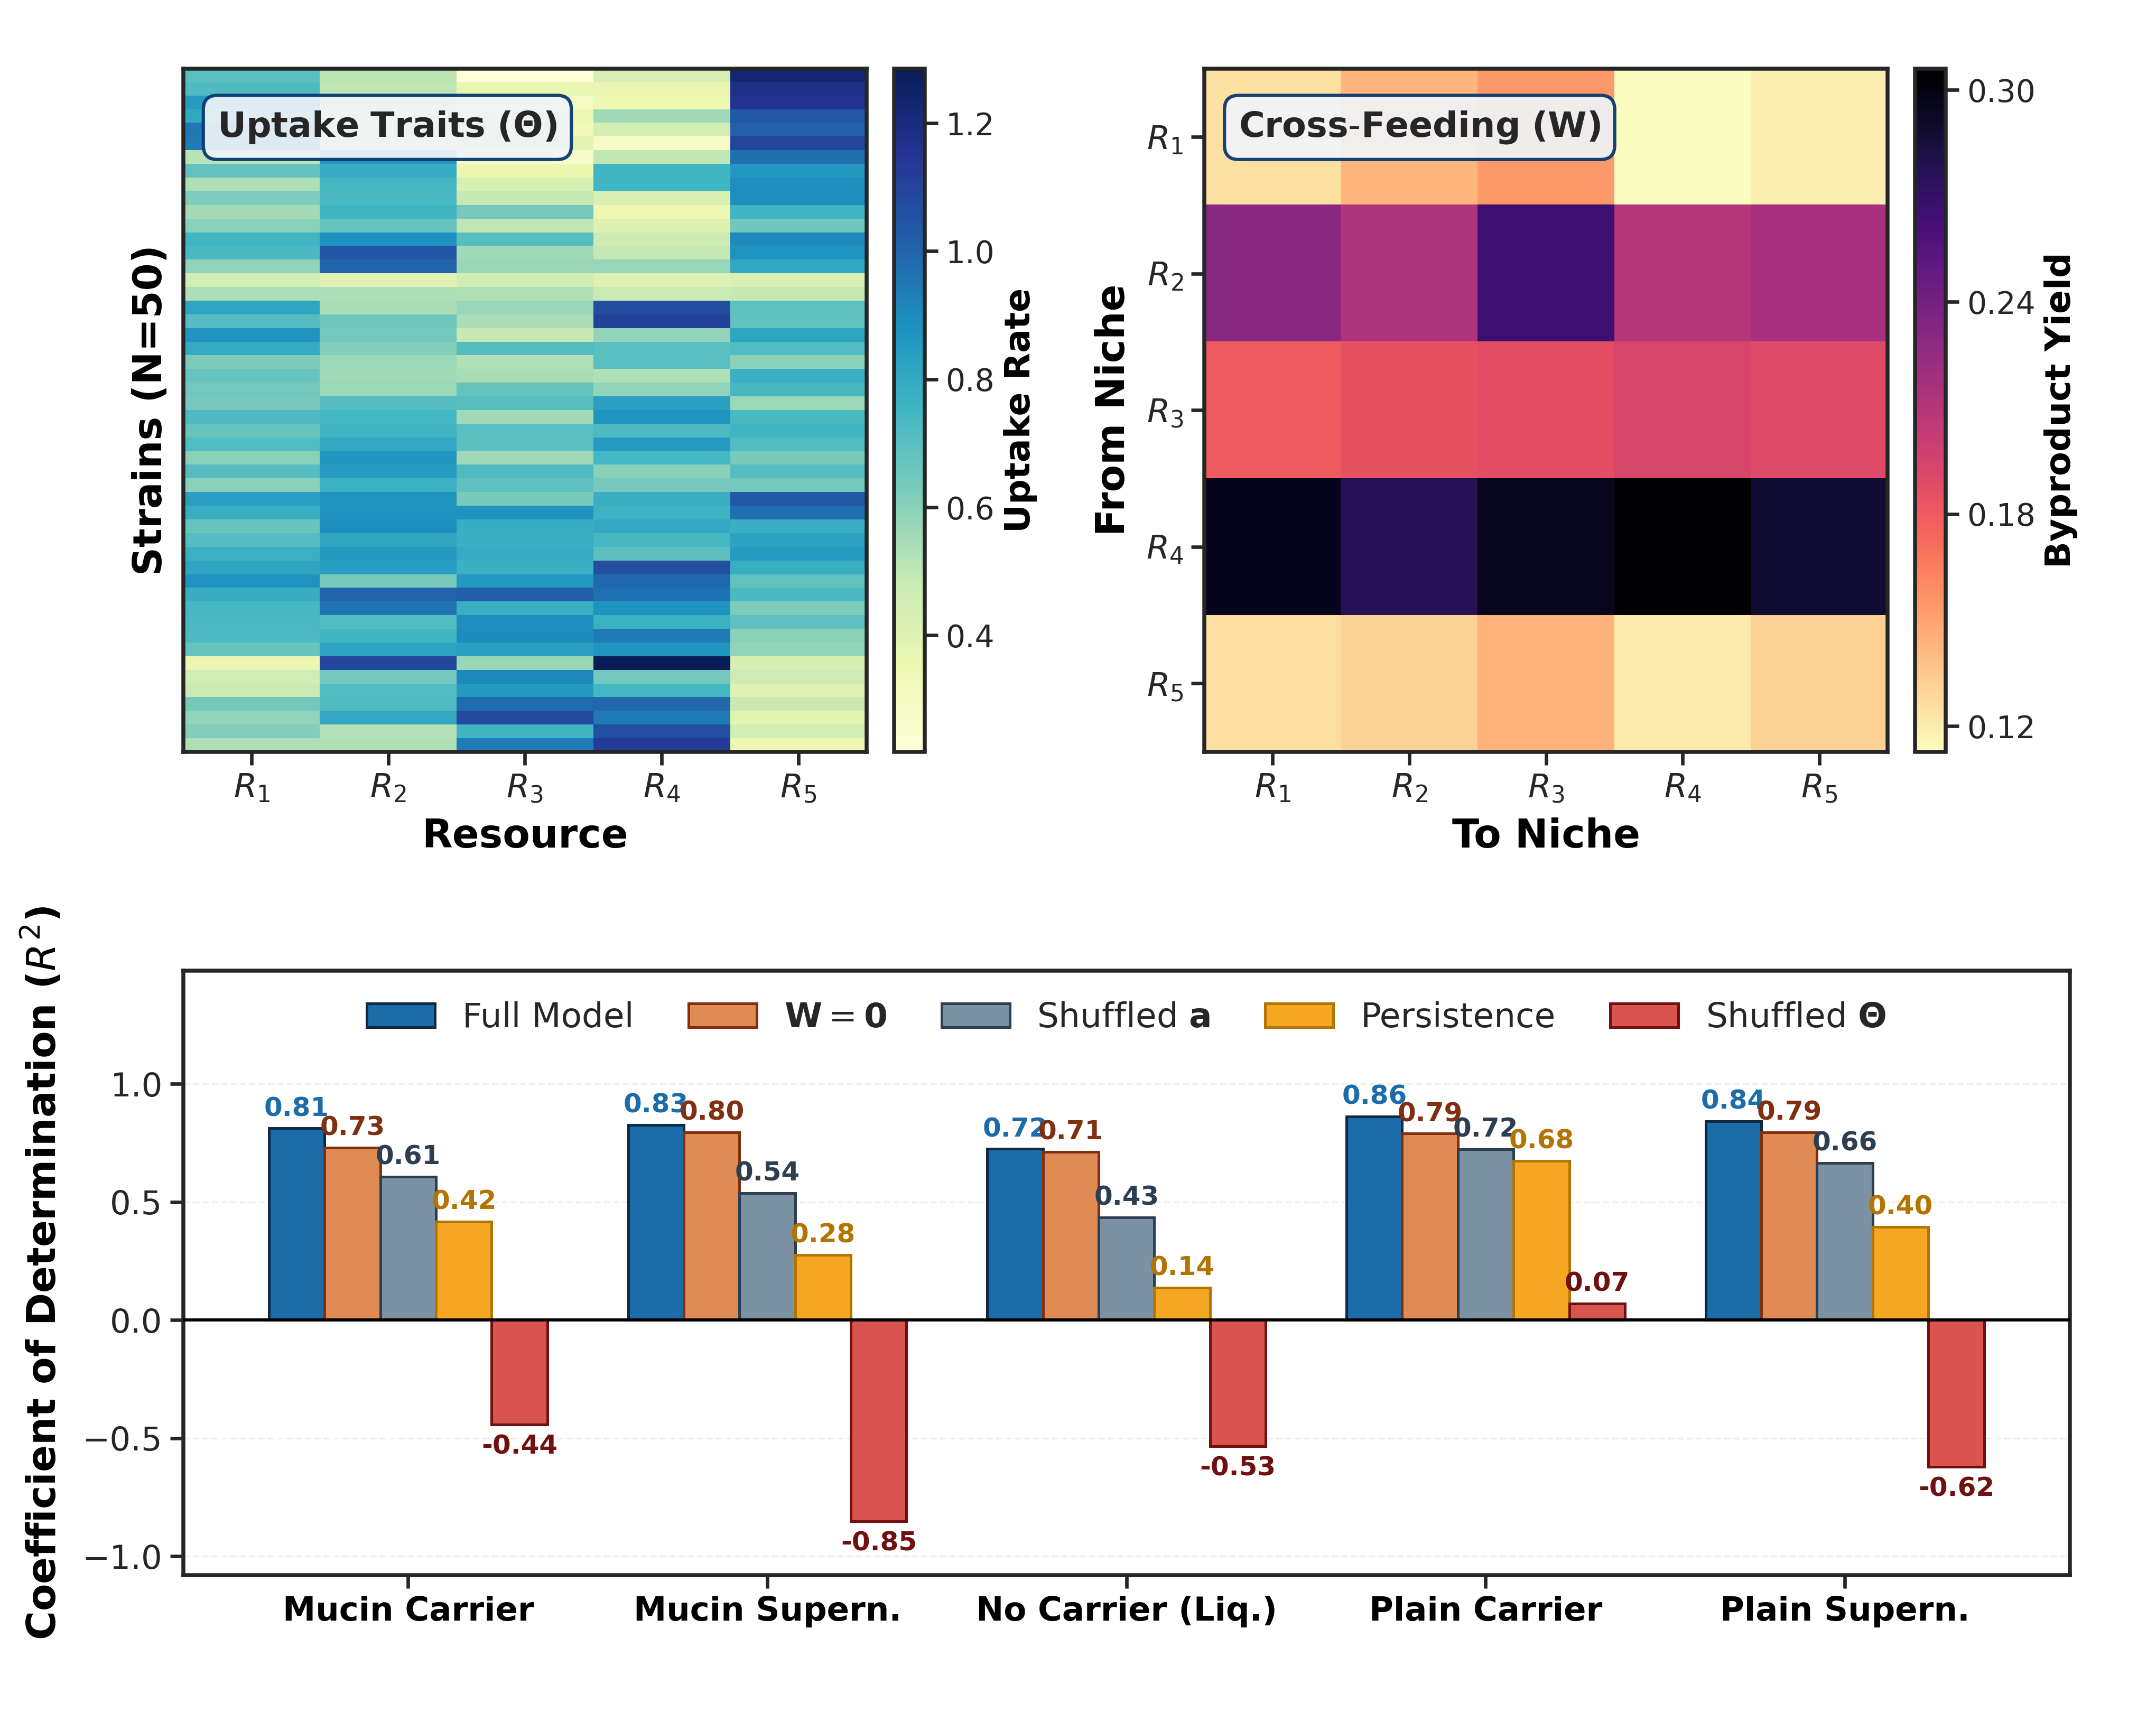 Uptake Traits (Θ)
Strains (N=50)
R1 R2 R3 R4 R5
Resource
1.2
1.0
0.8
0.6
0.4
Uptake Rate
Cross-Feeding (W)
From Niche
R1
R2
R3
R4
R5
R1 R2 R3 R4 R5
To Niche
0.30
0.24
0.18
0.12
Byproduct Yield
Coefficient of Determination (R²)
Full Model W = 0 Shuffled a Persistence Shuffled Θ
1.0
0.5
0.0
−0.5
−1.0
0.81 0.73 0.61 0.42 -0.44
0.83 0.80 0.54 0.28 -0.85
0.72 0.71 0.43 0.14 -0.53
0.86 0.79 0.72 0.68 0.07
0.84 0.79 0.66 0.40 -0.62
Mucin Carrier Mucin Supern. No Carrier (Liq.) Plain Carrier Plain Supern.